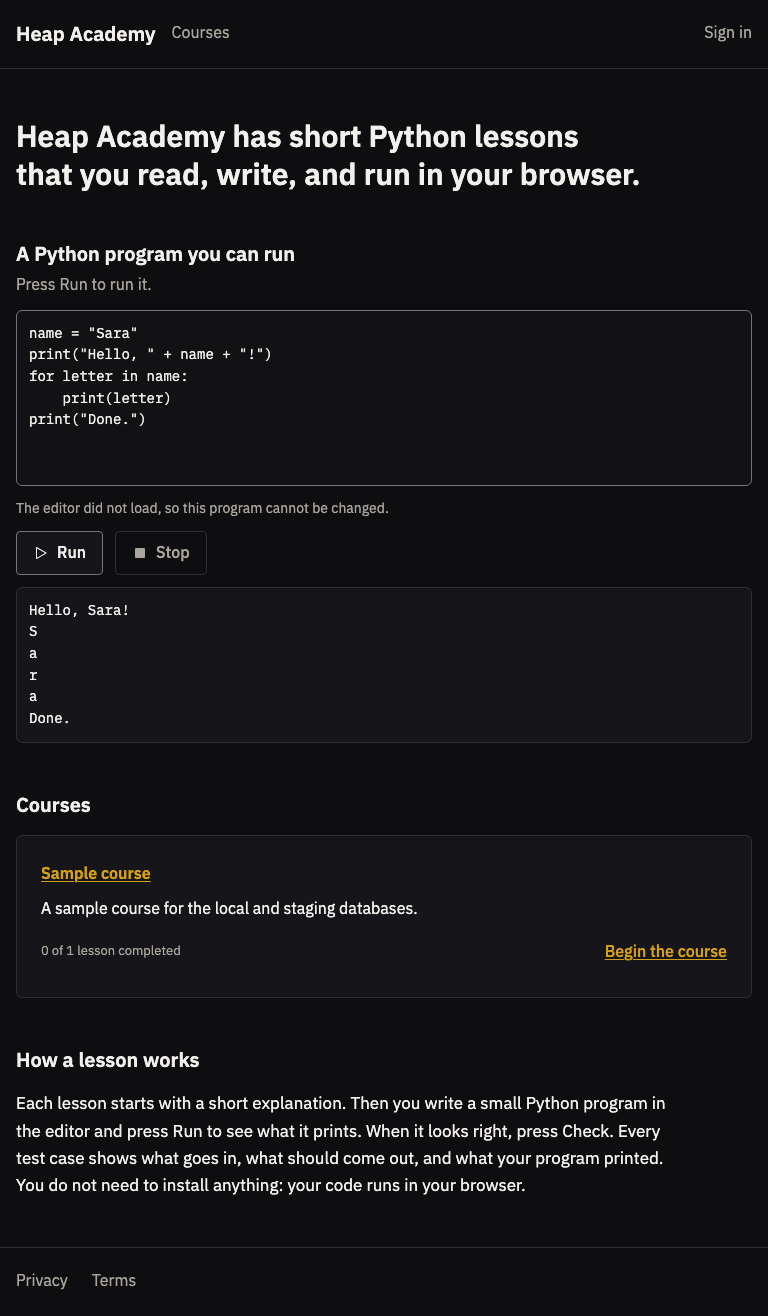 Heap Academy Courses Sign in
Heap Academy has short Python lessons
that you read, write, and run in your browser.
A Python program you can run
Press Run to run it.
name = "Sara"
print("Hello, " + name + "!")
for letter in name:
    print(letter)
print("Done.")
The editor did not load, so this program cannot be changed.
Run Stop
Hello, Sara!
S
a
r
a
Done.
Courses
Sample course
A sample course for the local and staging databases.
0 of 1 lesson completed Begin the course
How a lesson works
Each lesson starts with a short explanation. Then you write a small Python program in
the editor and press Run to see what it prints. When it looks right, press Check. Every
test case shows what goes in, what should come out, and what your program printed.
You do not need to install anything: your code runs in your browser.
Privacy Terms